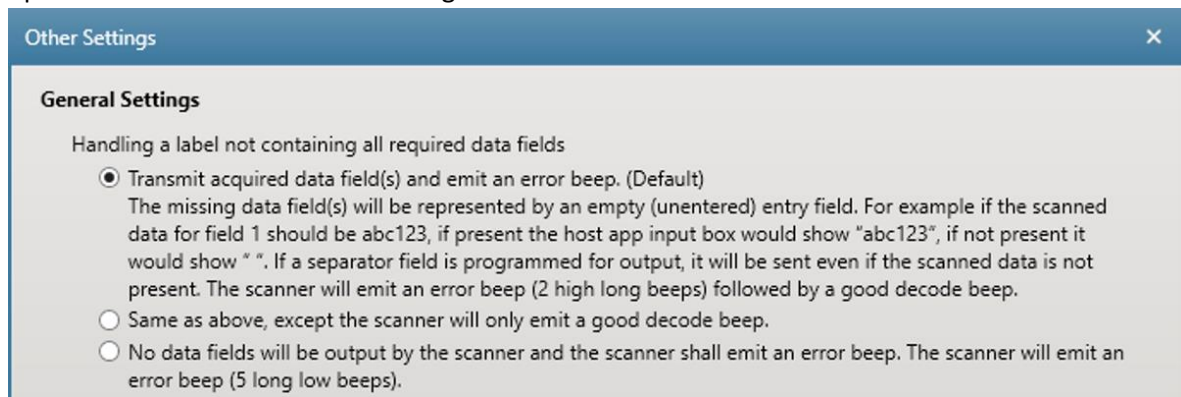 Other Settings ×
General Settings
Handling a label not containing all required data fields
Transmit acquired data field(s) and emit an error beep. (Default)
The missing data field(s) will be represented by an empty (unentered) entry field. For example if the scanned
data for field 1 should be abc123, if present the host app input box would show “abc123”, if not present it
would show “ “. If a separator field is programmed for output, it will be sent even if the scanned data is not
present. The scanner will emit an error beep (2 high long beeps) followed by a good decode beep.
Same as above, except the scanner will only emit a good decode beep.
No data fields will be output by the scanner and the scanner shall emit an error beep. The scanner will emit an
error beep (5 long low beeps).